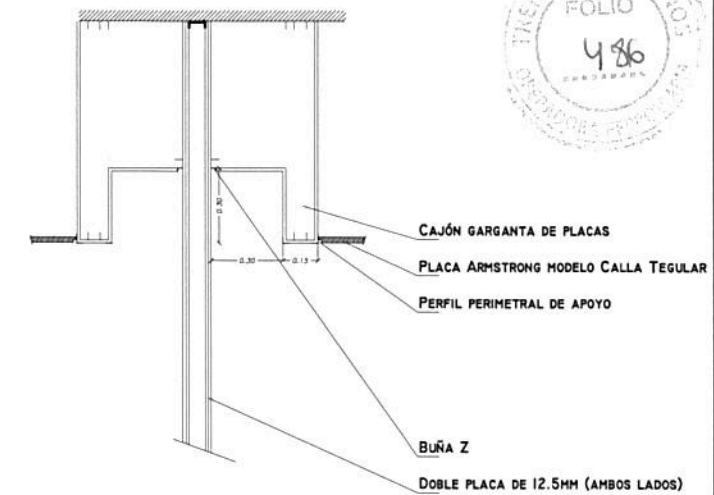 FOLIO
486
CAJÓN GARGANTA DE PLACAS
PLACA ARMSTRONG MODELO CALLA TEGULAR
PERFIL PERIMETRAL DE APOYO
0.30
0.30
0.15
BUÑA Z
DOBLE PLACA DE 12.5MM (AMBOS LADOS)